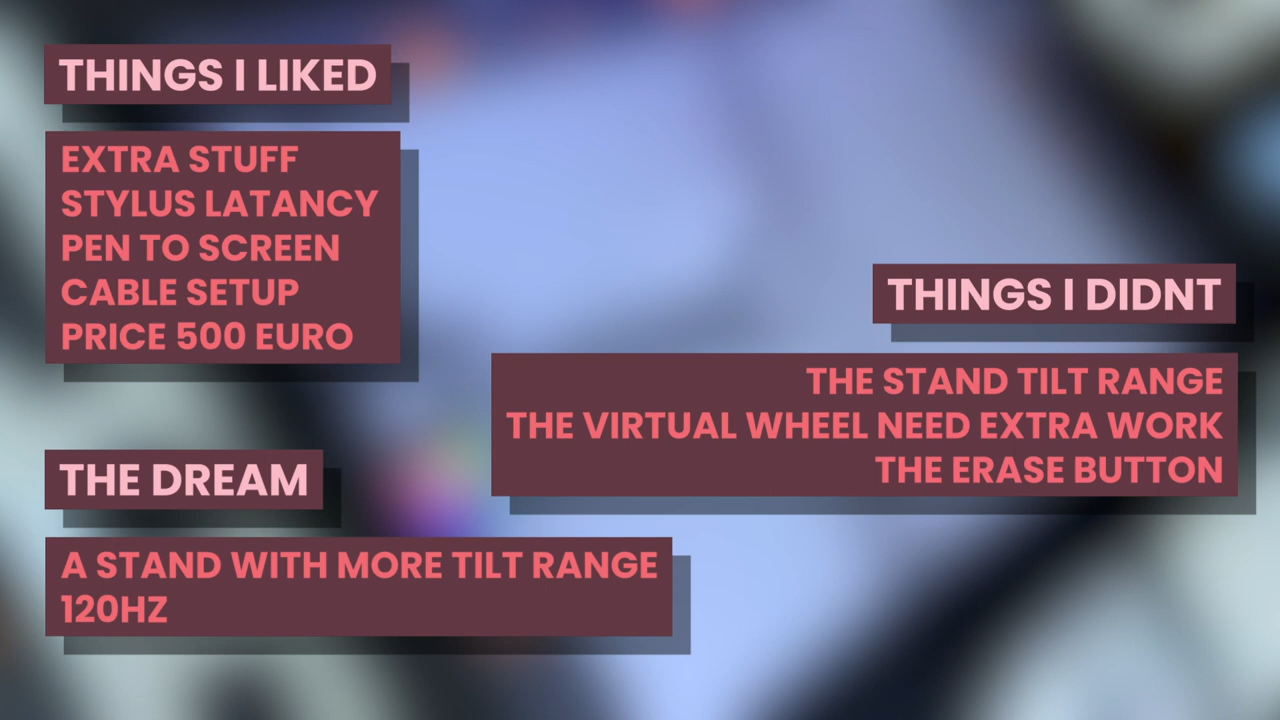 THINGS I LIKED
EXTRA STUFF
STYLUS LATANCY
PEN TO SCREEN
CABLE SETUP
PRICE 500 EURO
THINGS I DIDNT
THE STAND TILT RANGE
THE VIRTUAL WHEEL NEED EXTRA WORK
THE ERASE BUTTON
THE DREAM
A STAND WITH MORE TILT RANGE
120HZ